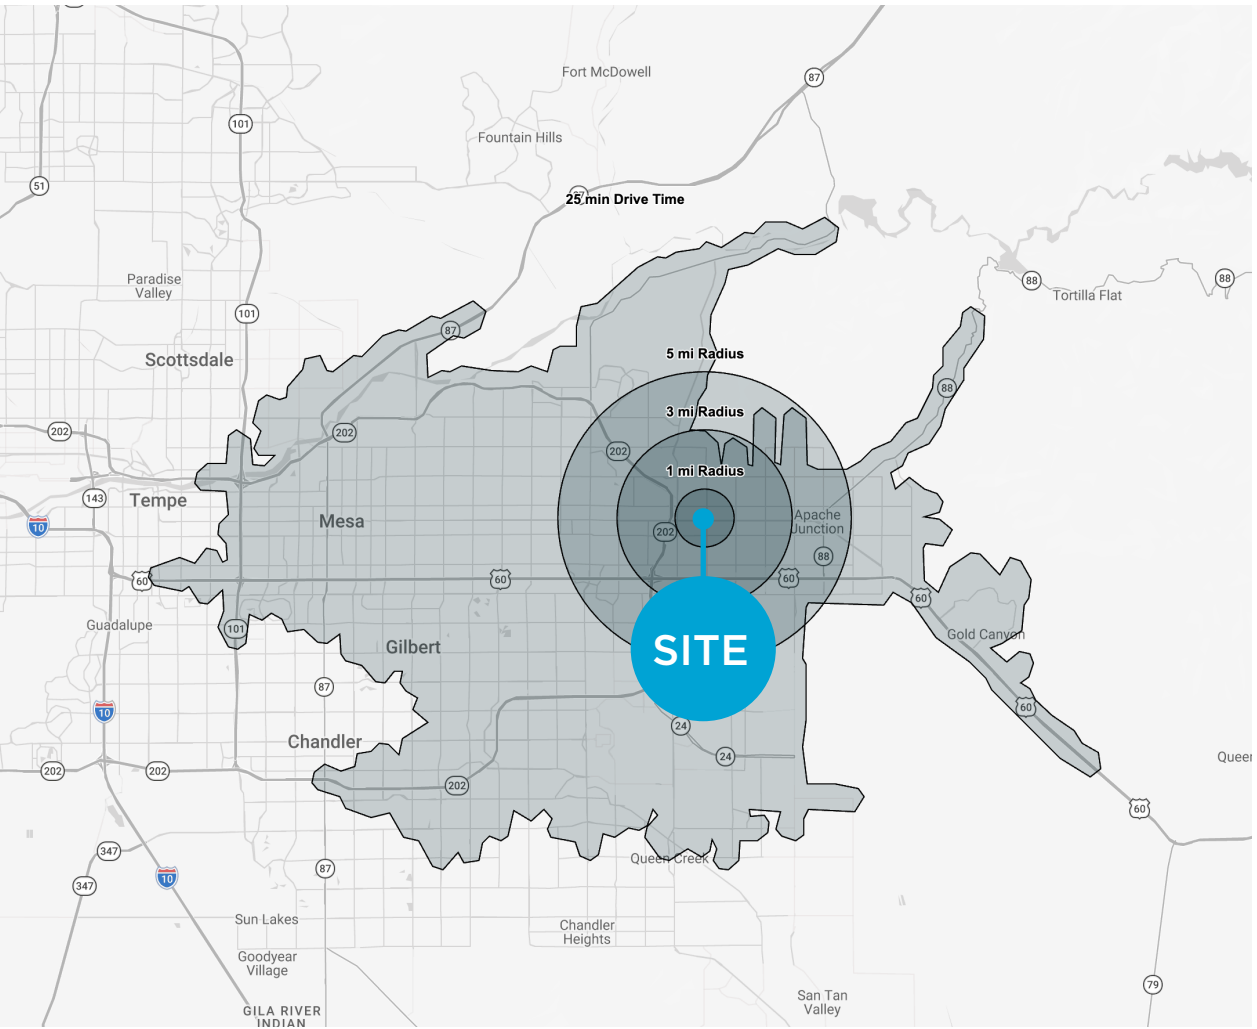 Fort McDowell
87
Fountain Hills
101
51
25 min Drive Time
Paradise
Valley
88
88
Tortilla Flat
101
87
Scottsdale
5 mi Radius
88
3 mi Radius
202
202
202
1 mi Radius
143
Tempe
10
Mesa
Apache
Junction
202
88
60
60
60
60
Guadalupe
101
Gold Canyon
Gilbert
SITE
87
60
10
24
Chandler
24
Queen
202
202
202
60
347
Queen Creek
87
10
347
Sun Lakes
Chandler
Heights
Goodyear
Village
79
San Tan
Valley
GILA RIVER
INDIAN